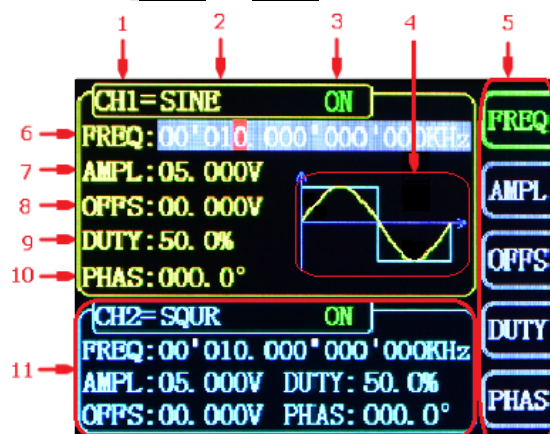 1 2 3 4 5
CH1=SINE ON
6 FREQ:00'010.000'000'000KHz
7 AMPL:05.000V
8 OFFS:00.000V
9 DUTY:50.0%
10 PHAS:000.0°
CH2=SQUR ON
FREQ:00'010.000'000'000KHz
11 AMPL:05.000V DUTY:50.0%
OFFS:00.000V PHAS:000.0°
FREQ
AMPL
OFFS
DUTY
PHAS